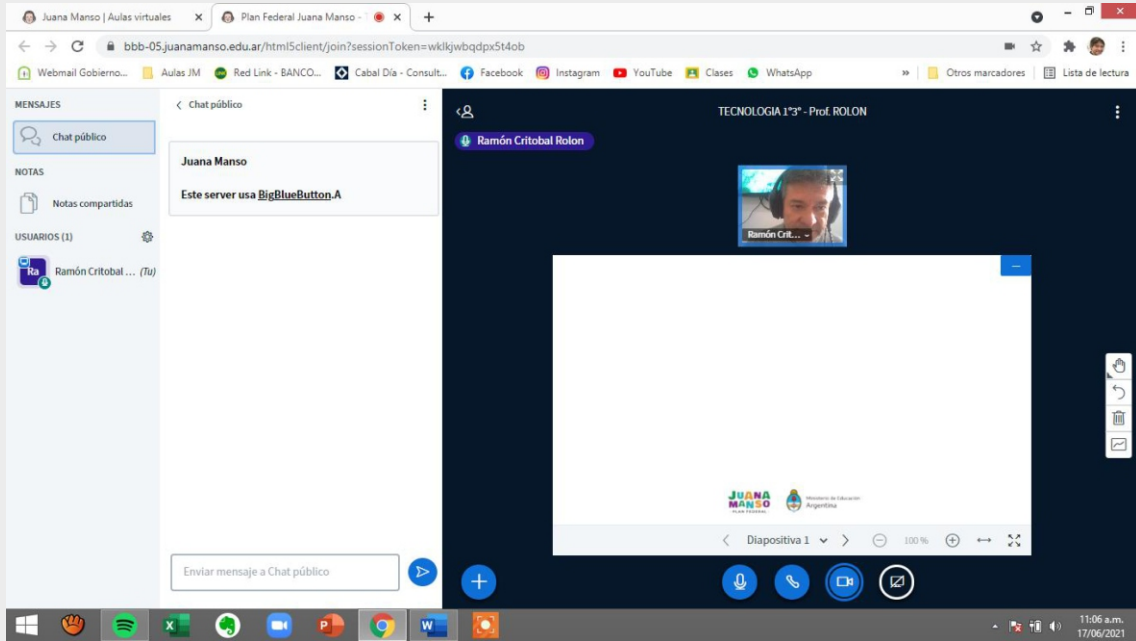 Juana Manso | Aulas virtuales
Plan Federal Juana Manso -
bbb-05.juanamanso.edu.ar/html5client/join?sessionToken=wklkjwbqdpx5t4ob
Webmail Gobierno... Aulas JM Red Link - BANCO... Cabal Día - Consult... Facebook Instagram YouTube Clases WhatsApp » Otros marcadores Lista de lectura
MENSAJES
Chat público
NOTAS
Notas compartidas
USUARIOS (1)
Ra Ramón Critobal ... (Tu)
Chat público
Juana Manso
Este server usa BigBlueButton.A
Enviar mensaje a Chat público
TECNOLOGIA 1°3° - Prof. ROLON
Ramón Critobal Rolon
Ramón Crit...
JUANA
MANSO
PLAN FEDERAL
Ministerio de Educación
Argentina
Diapositiva 1 100 %
11:06 a.m.
17/06/2021